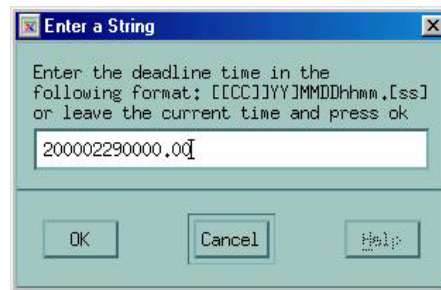 Enter a String
Enter the deadline time in the
following format: [[CC]]YY]MMDDhhmm.[ss]
or leave the current time and press ok
200002290000.00
OK
Cancel
Help